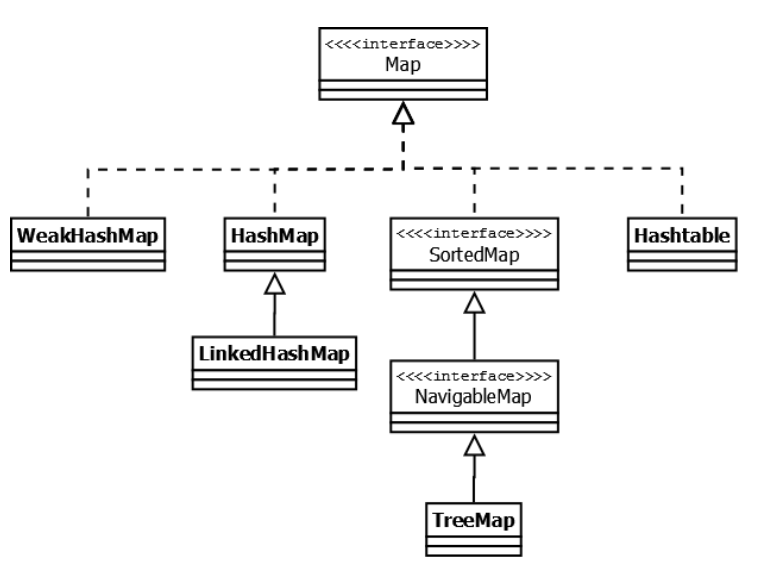 <<<<interface>>>>
Map
WeakHashMap
HashMap
<<<<interface>>>>
SortedMap
Hashtable
LinkedHashMap
<<<<interface>>>>
NavigableMap
TreeMap